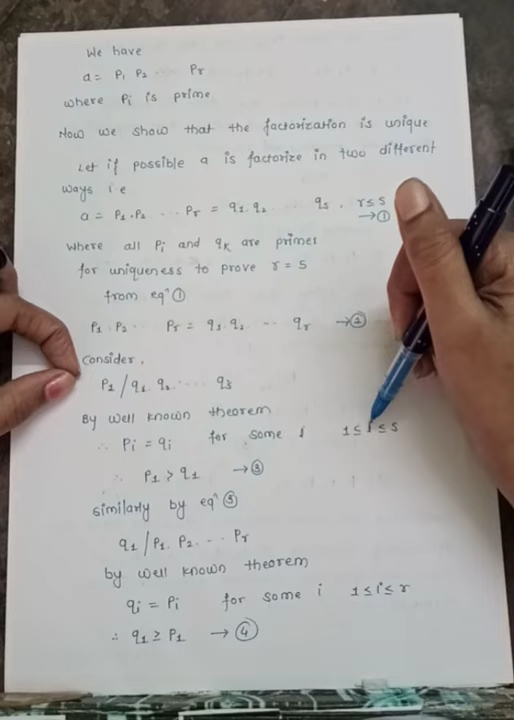 We have
a = P₁ P₂ ..... Pr
where Pi is prime
Now we show that the factorization is unique
Let if possible a is factorize in two different
ways i.e
a = P₁.P₂ ... Pr = q₁.q₂ .... qs . r≤s
→①
where all Pi and qk are primes
for uniqueness to prove r = s
from eqⁿ ①
P₁ P₂ ... Pr = q₁.q₂. ... qr →②
Consider.
P₁ / q₁. q₂. .... qs
By well known theorem
∴ Pi = qi for some i 1≤i≤s
∴ P₁ > q₁ →③
similarly by eqⁿ
q₁ / P₁. P₂. ... Pr
by well known theorem
qi = Pi for some i 1≤i≤r
∴ q₁ ≥ P₁ → ④